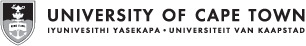 UNIVERSITY OF CAPE TOWN
IYUNIVESITHI YASEKAPA • UNIVERSITEIT VAN KAAPSTAD